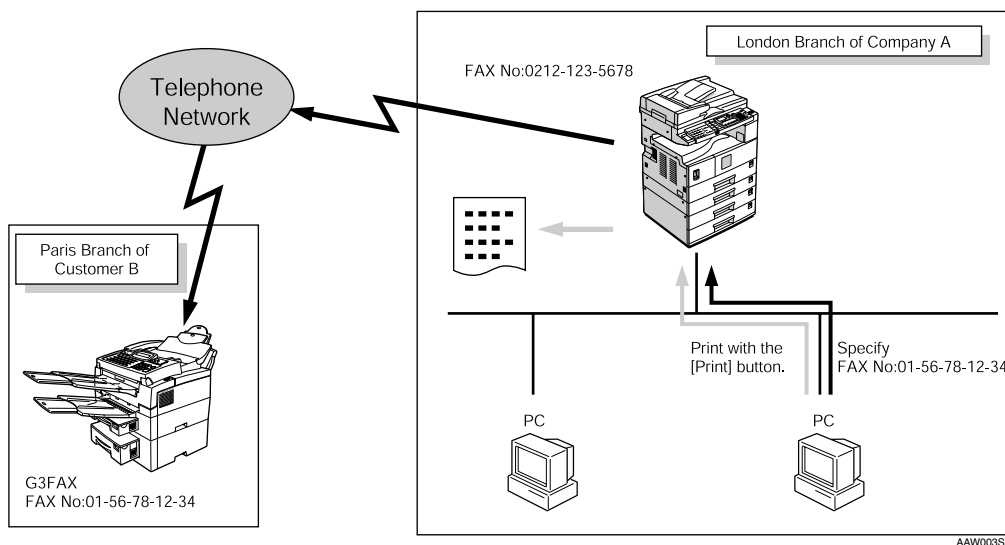 London Branch of Company A
FAX No:0212-123-5678
Telephone
Network
Paris Branch of
Customer B
G3FAX
FAX No:01-56-78-12-34
Print with the
[Print] button.
Specify
FAX No:01-56-78-12-34
PC
PC
AAW003S